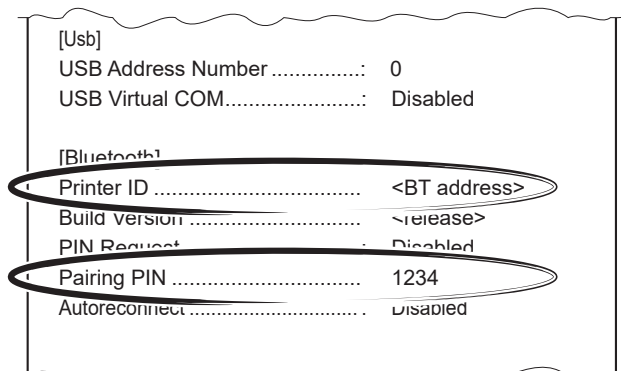 [Usb]
USB Address Number ...............: 0
USB Virtual COM.......................: Disabled
[Bluetooth]
Printer ID ................................... <BT address>
Build Version ............................. <release>
PIN Request ............................: Disabled
Pairing PIN ................................ 1234
Autoreconnect ............................. : Disabled